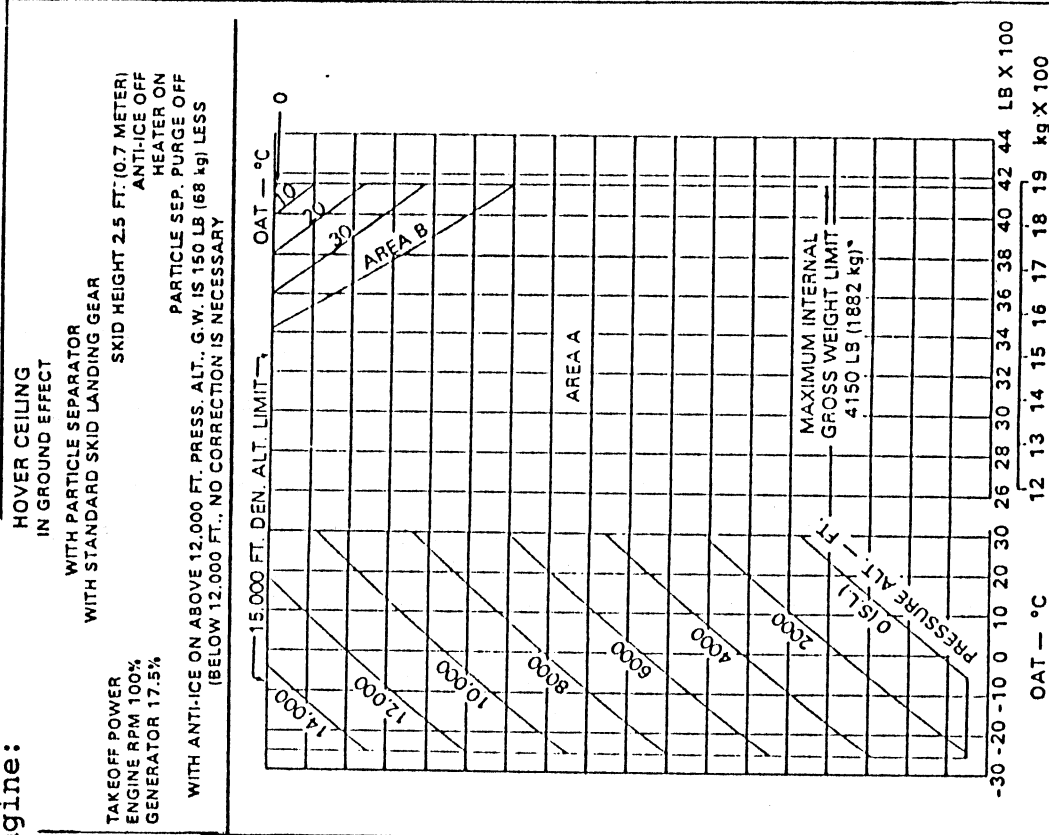 gine:
HOVER CEILING
IN GROUND EFFECT
WITH PARTICLE SEPARATOR
WITH STANDARD SKID LANDING GEAR
TAKEOFF POWER
ENGINE RPM 100%
GENERATOR 17.5%
SKID HEIGHT 2.5 FT. (0.7 METER)
ANTI-ICE OFF
HEATER ON
PARTICLE SEP. PURGE OFF
WITH ANTI-ICE ON ABOVE 12,000 FT. PRESS. ALT., G.W. IS 150 LB (68 kg) LESS
(BELOW 12,000 FT., NO CORRECTION IS NECESSARY
15,000 FT. DEN. ALT. LIMIT
OAT — °C
0
10
20
30
AREA B
AREA A
14,000
12,000
10,000
8000
6000
4000
2000
0 (S.L.)
PRESSURE ALT. — FT.
MAXIMUM INTERNAL
GROSS WEIGHT LIMIT
4150 LB (1882 kg)*
-30 -20 -10 0 10 20 30
OAT — °C
26 28 30 32 34 36 38 40 42 44 LB X 100
12 13 14 15 16 17 18 19 kg X 100